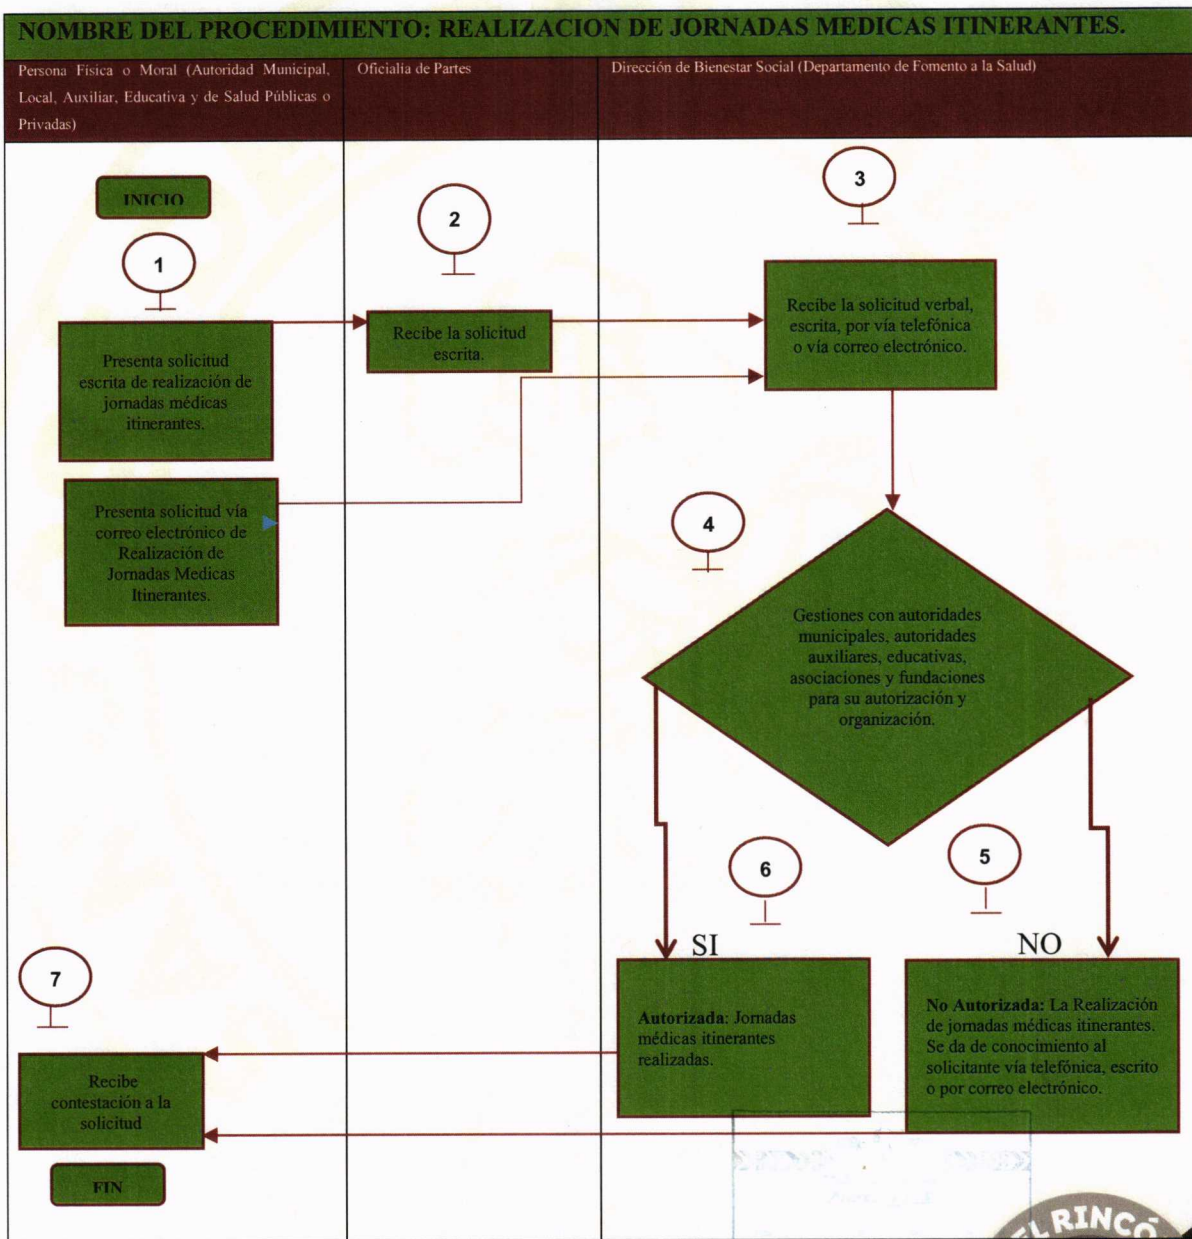 NOMBRE DEL PROCEDIMIENTO: REALIZACION DE JORNADAS MEDICAS ITINERANTES.
Persona Física o Moral (Autoridad Municipal,
Local, Auxiliar, Educativa y de Salud Públicas o
Privadas)
Oficialia de Partes
Dirección de Bienestar Social (Departamento de Fomento a la Salud)
INICIO
1
2
3
Presenta solicitud
escrita de realización de
jornadas médicas
itinerantes.
Recibe la solicitud
escrita.
Recibe la solicitud verbal,
escrita, por vía telefónica
o vía correo electrónico.
Presenta solicitud vía
correo electrónico de
Realización de
Jornadas Medicas
Itinerantes.
4
Gestiones con autoridades
municipales, autoridades
auxiliares, educativas,
asociaciones y fundaciones
para su autorización y
organización.
6
5
SI
NO
7
Autorizada: Jornadas
médicas itinerantes
realizadas.
No Autorizada: La Realización
de jornadas médicas itinerantes.
Se da de conocimiento al
solicitante vía telefónica, escrito
o por correo electrónico.
Recibe
contestación a la
solicitud
FIN
EL RINCÓ